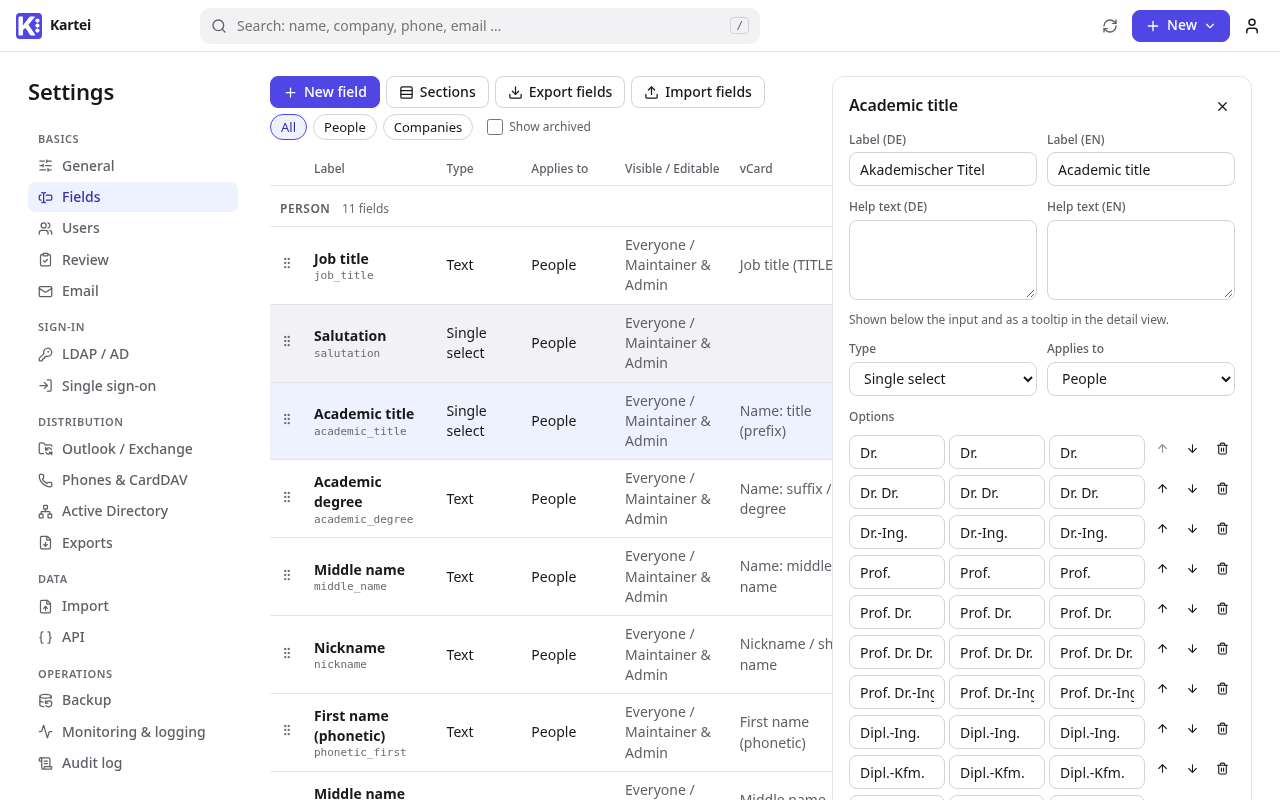 Kartei
Search: name, company, phone, email ...
/
New
Settings
BASICS
General
Fields
Users
Review
Email
SIGN-IN
LDAP / AD
Single sign-on
DISTRIBUTION
Outlook / Exchange
Phones & CardDAV
Active Directory
Exports
DATA
Import
API
OPERATIONS
Backup
Monitoring & logging
Audit log
New field
Sections
Export fields
Import fields
All
People
Companies
Show archived
Label Type Applies to Visible / Editable vCard
PERSON 11 fields
Job title
job_title
Text
People
Everyone /
Maintainer &
Admin
Job title (TITLE
Salutation
salutation
Single
select
People
Everyone /
Maintainer &
Admin
Academic title
academic_title
Single
select
People
Everyone /
Maintainer &
Admin
Name: title
(prefix)
Academic
degree
academic_degree
Text
People
Everyone /
Maintainer &
Admin
Name: suffix /
degree
Middle name
middle_name
Text
People
Everyone /
Maintainer &
Admin
Name: middle
name
Nickname
nickname
Text
People
Everyone /
Maintainer &
Admin
Nickname / sh
name
First name
(phonetic)
phonetic_first
Text
People
Everyone /
Maintainer &
Admin
First name
(phonetic)
Middle name
Everyone /
Middle name
Academic title
Label (DE) Label (EN)
Akademischer Titel Academic title
Help text (DE) Help text (EN)
Shown below the input and as a tooltip in the detail view.
Type Applies to
Single select People
Options
Dr. Dr. Dr.
Dr. Dr. Dr. Dr. Dr. Dr.
Dr.-Ing. Dr.-Ing. Dr.-Ing.
Prof. Prof. Prof.
Prof. Dr. Prof. Dr. Prof. Dr.
Prof. Dr. Dr. Prof. Dr. Dr. Prof. Dr. Dr.
Prof. Dr.-Ing Prof. Dr.-Ing Prof. Dr.-Ing
Dipl.-Ing. Dipl.-Ing. Dipl.-Ing.
Dipl.-Kfm. Dipl.-Kfm. Dipl.-Kfm.